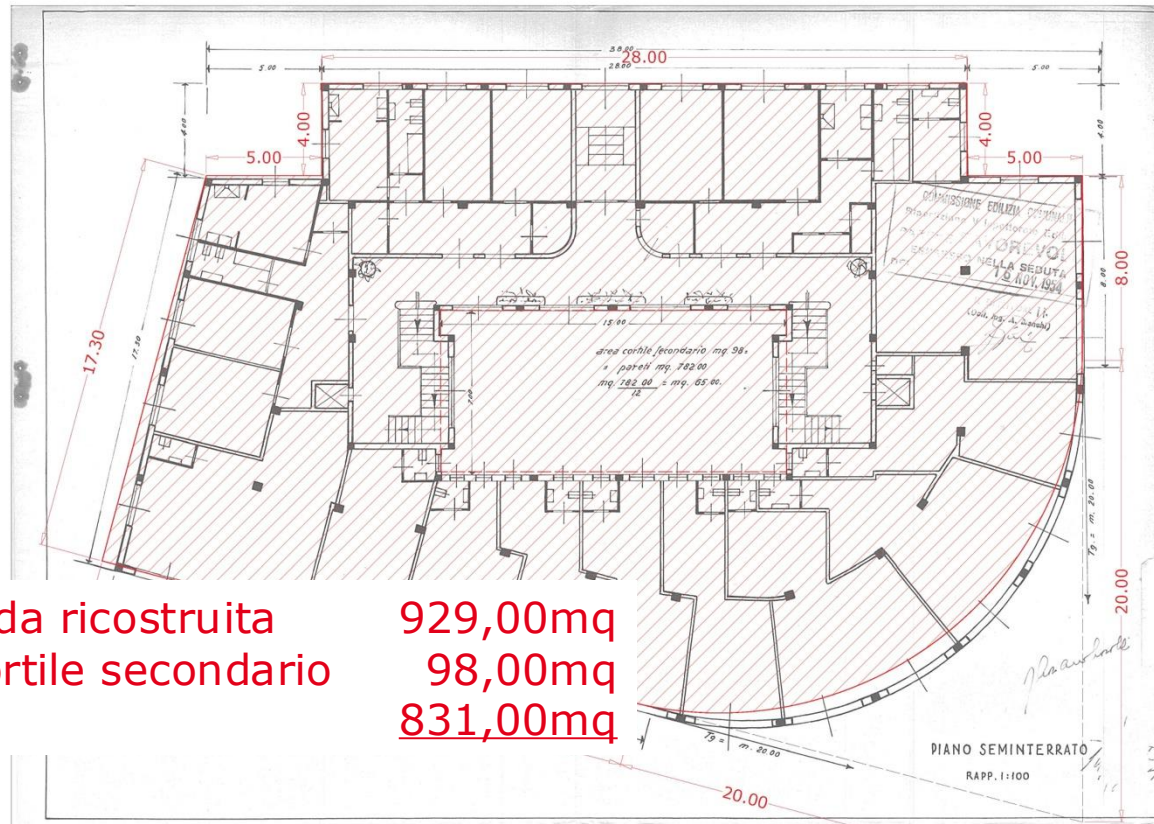 38.00
28.00
5.00
28.00
5.00
4.00
4.00
4.00
4.00
5.00
5.00
COMMISSIONE EDILIZIA COMUNALE
NELLA SEDUTA
1954
8.00
8.00
15.00
17.30
17.30
area cortile secondario mq. 98.
" pareti mq. 782.00
mq. 782.00 = mq. 65.00.
12
7.00
Tg. = m. 20.00
20.00
da ricostruita 929,00mq
ortile secondario 98,00mq
831,00mq
Tg = m. 20.00
20.00
PIANO SEMINTERRATO
RAPP. 1:100